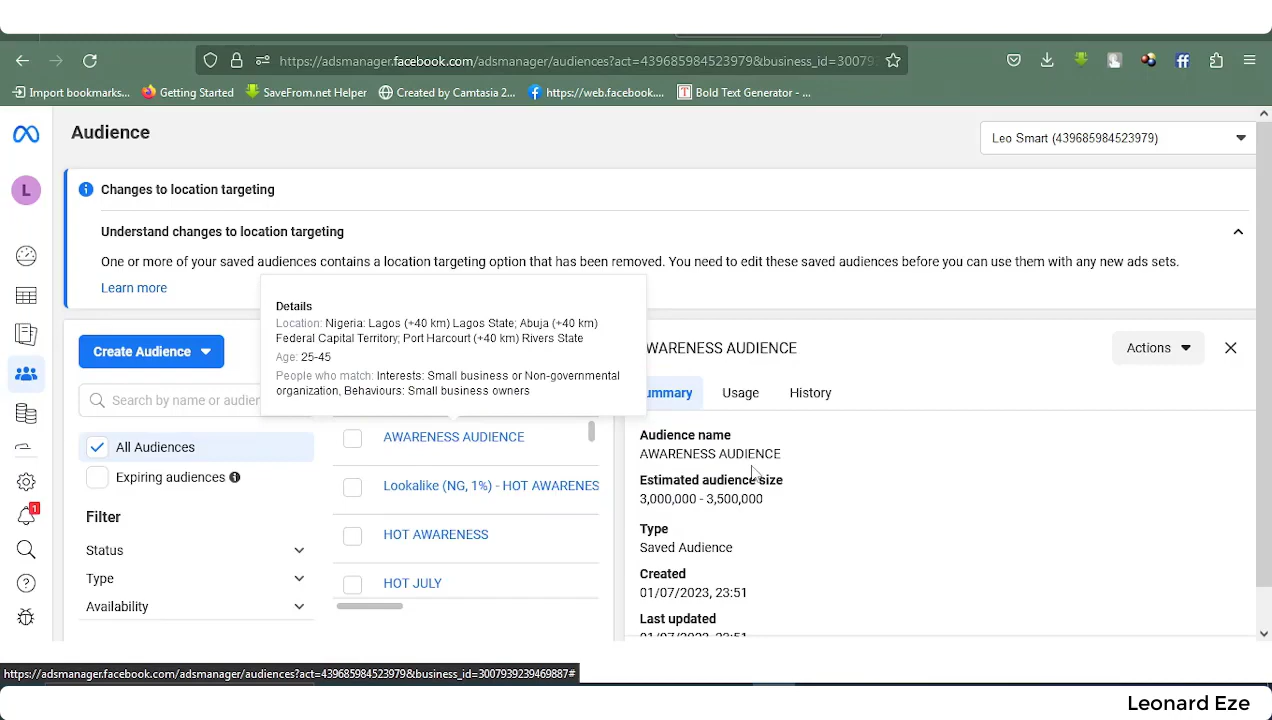 https://adsmanager.facebook.com/adsmanager/audiences?act=439685984523979&business_id=30079
Import bookmarks...
Getting Started
SaveFrom.net Helper
Created by Camtasia 2...
https://web.facebook....
Bold Text Generator - ...
Audience
Leo Smart (439685984523979)
L
Changes to location targeting
Understand changes to location targeting
One or more of your saved audiences contains a location targeting option that has been removed. You need to edit these saved audiences before you can use them with any new ads sets.
Learn more
Details
Location: Nigeria: Lagos (+40 km) Lagos State; Abuja (+40 km)
Federal Capital Territory; Port Harcourt (+40 km) Rivers State
Age: 25-45
People who match: Interests: Small business or Non-governmental
organization, Behaviours: Small business owners
Create Audience
Search by name or audien
All Audiences
Expiring audiences
Filter
Status
Type
Availability
AWARENESS AUDIENCE
Lookalike (NG, 1%) - HOT AWARENES
HOT AWARENESS
HOT JULY
WARENESS AUDIENCE
Actions
ummary
Usage
History
Audience name
AWARENESS AUDIENCE
Estimated audience size
3,000,000 - 3,500,000
Type
Saved Audience
Created
01/07/2023, 23:51
Last updated
01/07/2023, 23:51
1
https://adsmanager.facebook.com/adsmanager/audiences?act=439685984523979&business_id=3007939239469887#
Leonard Eze